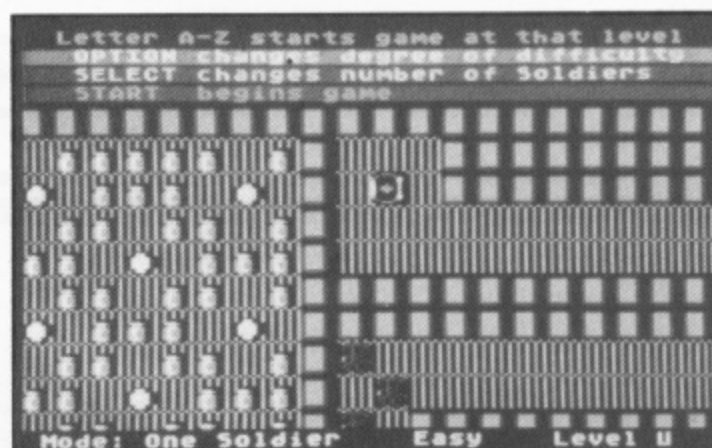 Letter A-Z starts game at that level
OPTION changes degree of difficulty
SELECT changes number of Soldiers
START begins game
Mode: One Soldier Easy Level U